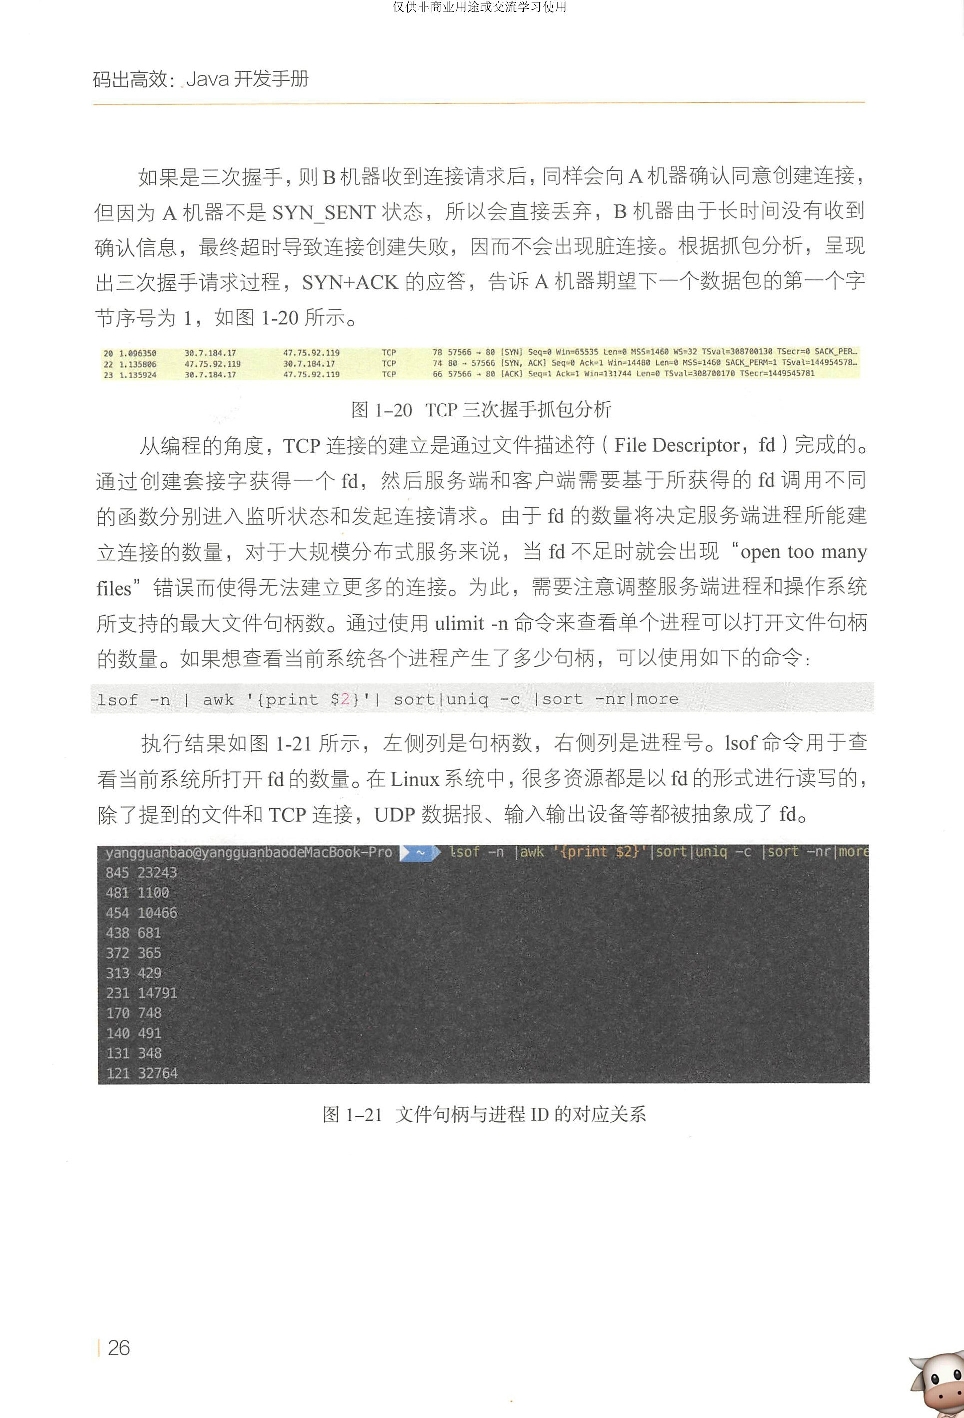 仅供非商业用途或交流学习使用
码出高效：Java 开发手册
如果是三次握手，则 B 机器收到连接请求后，同样会向 A 机器确认同意创建连接，
但因为 A 机器不是 SYN_SENT 状态，所以会直接丢弃，B 机器由于长时间没有收到
确认信息，最终超时导致连接创建失败，因而不会出现脏连接。根据抓包分析，呈现
出三次握手请求过程，SYN+ACK 的应答，告诉 A 机器期望下一个数据包的第一个字
节序号为 1，如图 1-20 所示。
20 1.096350 30.7.184.17 47.75.92.119 TCP 78 57566 → 80 [SYN] Seq=0 Win=65535 Len=0 MSS=1460 WS=32 TSval=308700130 TSecr=0 SACK_PER…
22 1.135806 47.75.92.119 30.7.184.17 TCP 74 80 → 57566 [SYN, ACK] Seq=0 Ack=1 Win=14480 Len=0 MSS=1460 SACK_PERM=1 TSval=144954578…
23 1.135924 30.7.184.17 47.75.92.119 TCP 66 57566 → 80 [ACK] Seq=1 Ack=1 Win=131744 Len=0 TSval=308700170 TSecr=1449545781
图 1-20 TCP 三次握手抓包分析
从编程的角度，TCP 连接的建立是通过文件描述符（File Descriptor，fd）完成的。
通过创建套接字获得一个 fd，然后服务端和客户端需要基于所获得的 fd 调用不同
的函数分别进入监听状态和发起连接请求。由于 fd 的数量将决定服务端进程所能建
立连接的数量，对于大规模分布式服务来说，当 fd 不足时就会出现“open too many
files”错误而使得无法建立更多的连接。为此，需要注意调整服务端进程和操作系统
所支持的最大文件句柄数。通过使用 ulimit -n 命令来查看单个进程可以打开文件句柄
的数量。如果想查看当前系统各个进程产生了多少句柄，可以使用如下的命令：
lsof -n | awk '{print $2}'| sort|uniq -c |sort -nr|more
执行结果如图 1-21 所示，左侧列是句柄数，右侧列是进程号。lsof 命令用于查
看当前系统所打开 fd 的数量。在 Linux 系统中，很多资源都是以 fd 的形式进行读写的，
除了提到的文件和 TCP 连接，UDP 数据报、输入输出设备等都被抽象成了 fd。
yangguanbao@yangguanbaodeMacBook-Pro ~ lsof -n |awk '{print $2}'|sort|uniq -c |sort -nr|more
845 23243
481 1100
454 10466
438 681
372 365
313 429
231 14791
170 748
140 491
131 348
121 32764
图 1-21 文件句柄与进程 ID 的对应关系
26